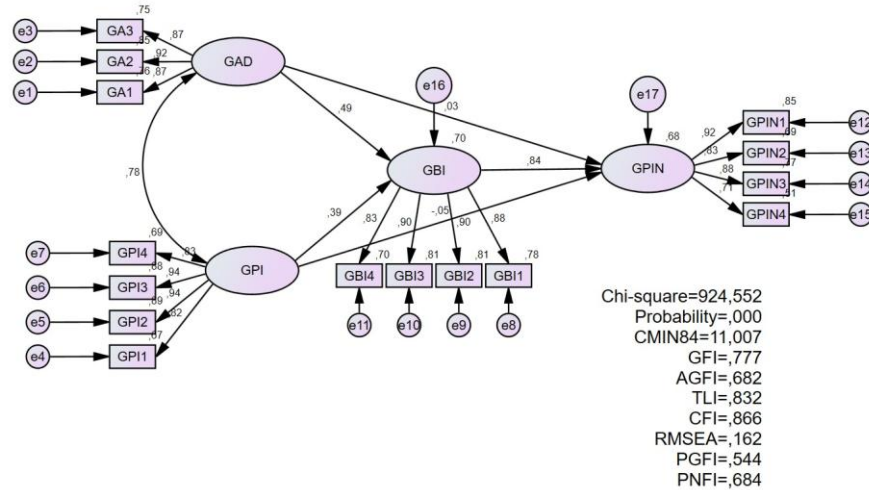 e3 GA3 ,75 ,87
e2 GA2 ,85 ,92 GAD
e1 GA1 ,76 ,87
e16 ,03 e17
,49 ,70 ,68
GPIN1 ,85 e12
,92
GPIN2 ,69 e13
,83
GBI ,84 GPIN
GPIN3 ,77 e14
,88
GPIN4 ,51 e15
,71
,78
,39 -,05
,83 ,90 ,90 ,88
e7 GPI4 ,69 ,83
e6 GPI3 ,88 ,94 GPI
e5 GPI2 ,89 ,94
e4 GPI1 ,67 ,82
,70 ,81 ,81 ,78
GBI4 GBI3 GBI2 GBI1
e11 e10 e9 e8
Chi-square=924,552
Probability=,000
CMIN84=11,007
GFI=,777
AGFI=,682
TLI=,832
CFI=,866
RMSEA=,162
PGFI=,544
PNFI=,684